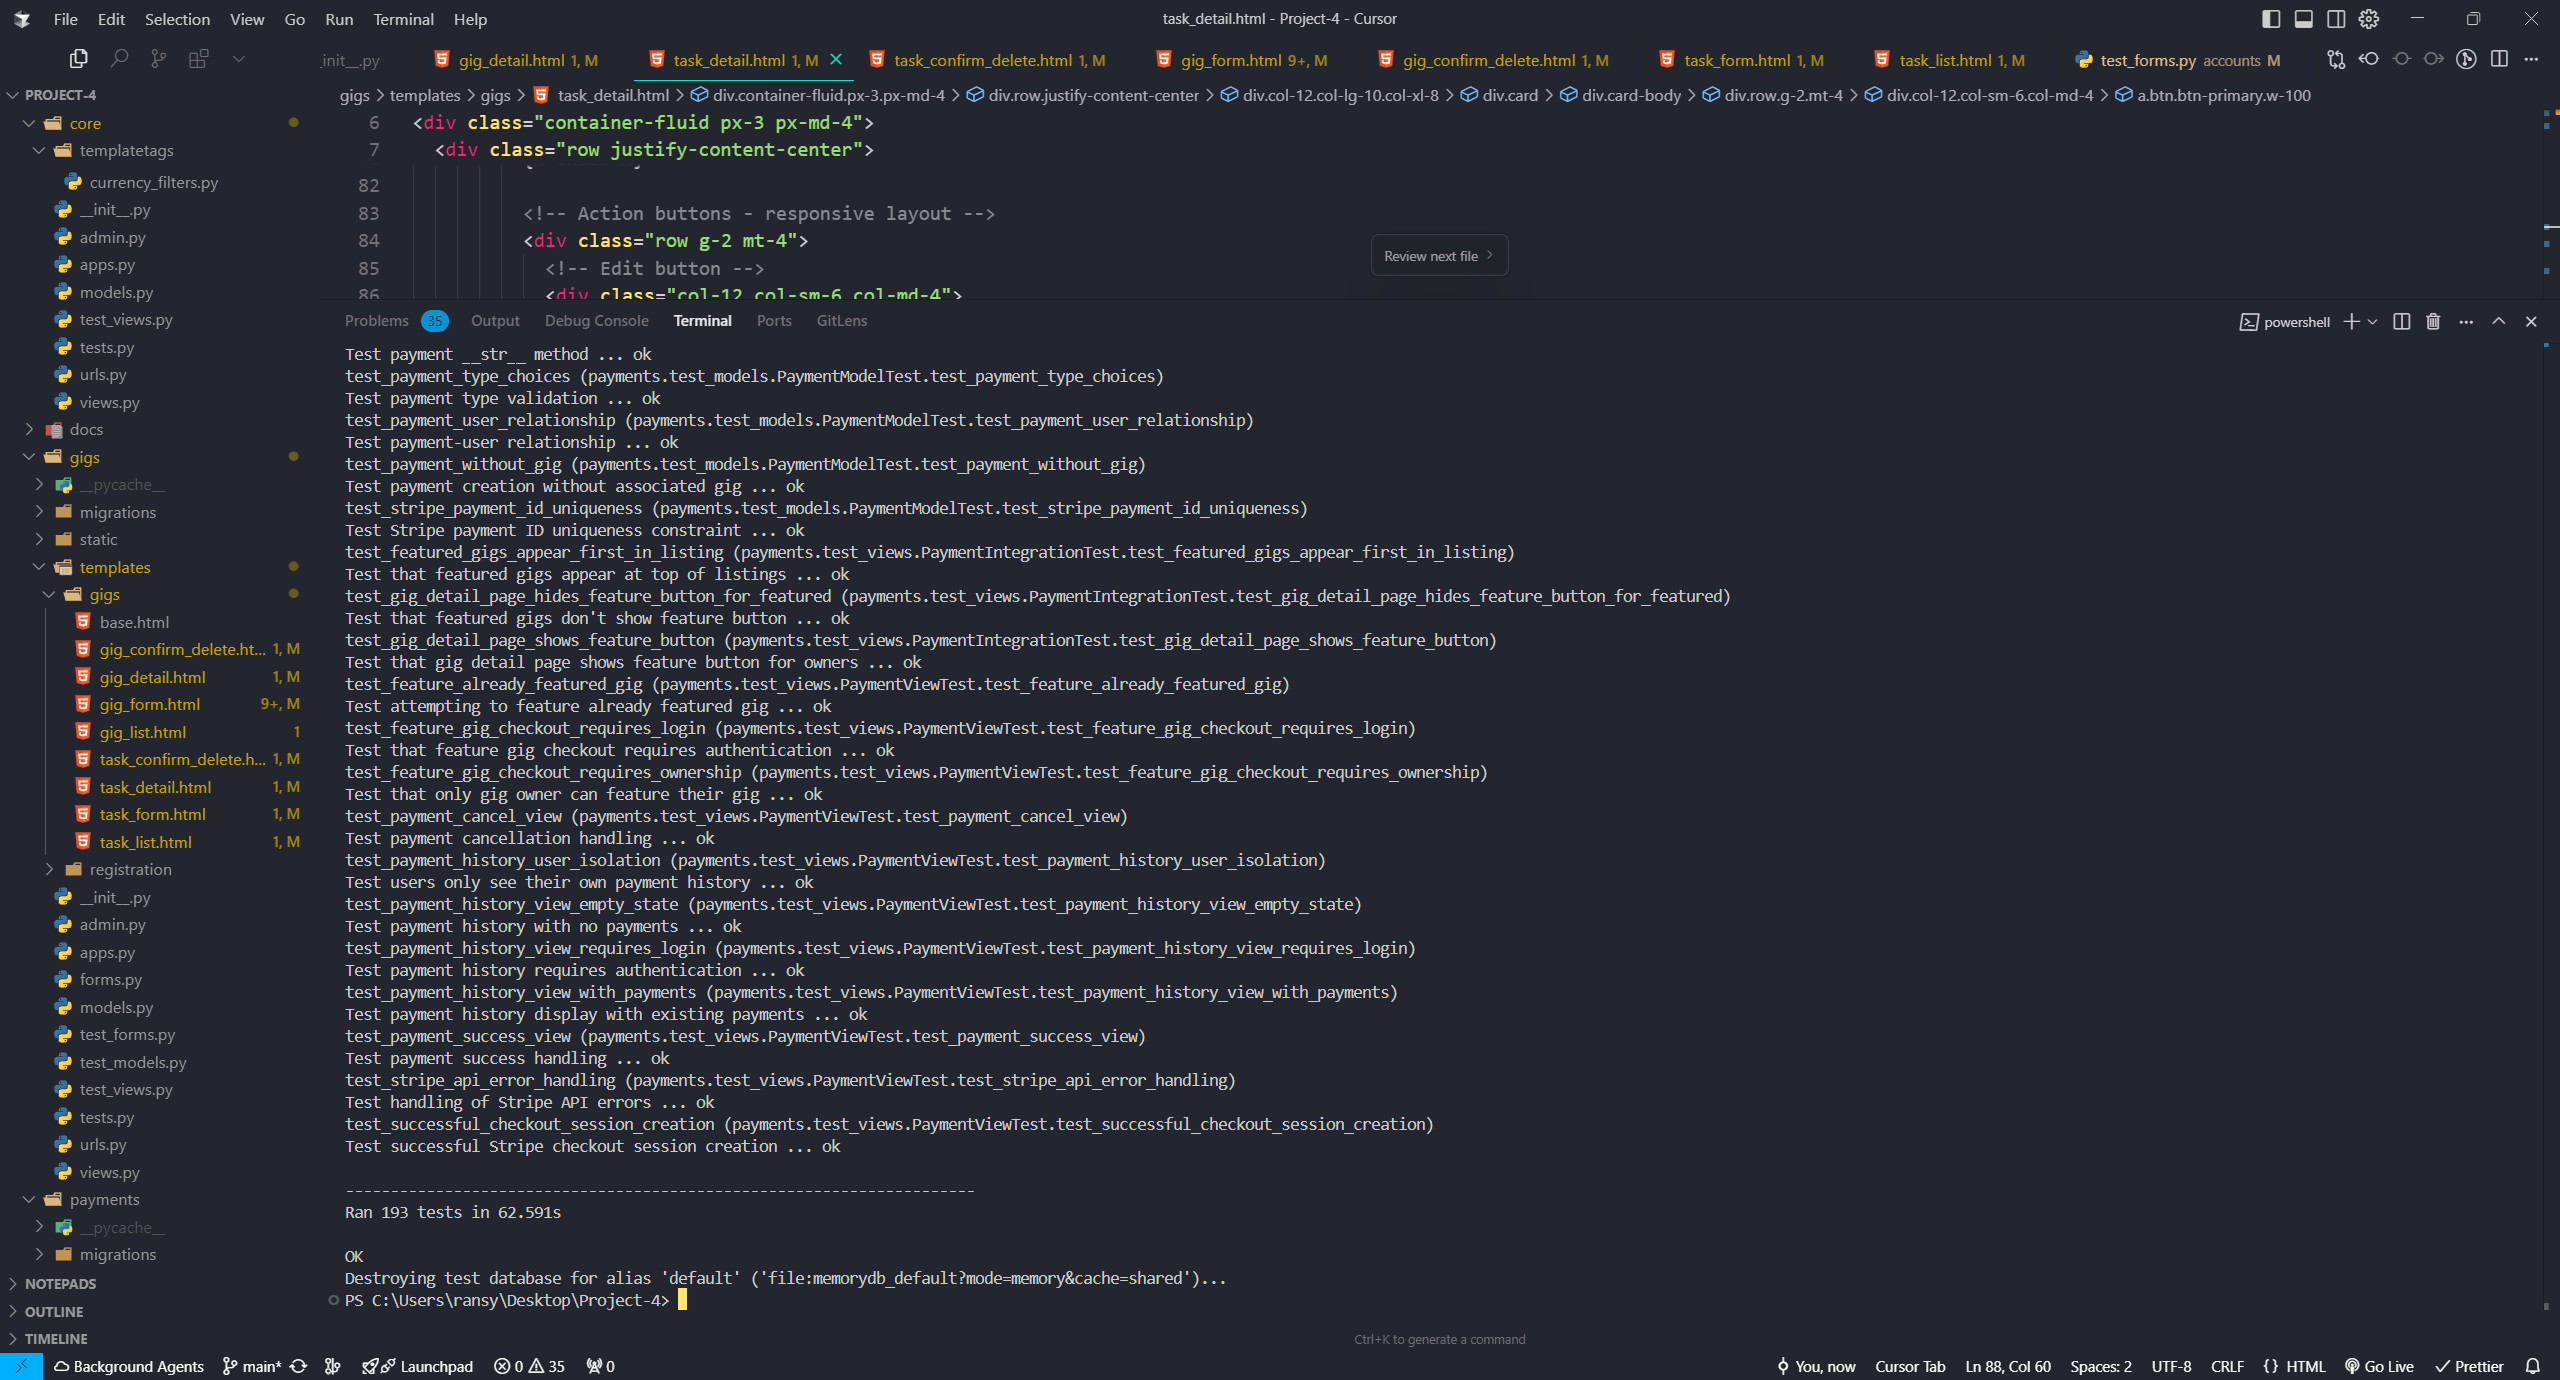 File Edit Selection View Go Run Terminal Help
task_detail.html - Project-4 - Cursor
__init__.py
gig_detail.html 1, M
task_detail.html 1, M
task_confirm_delete.html 1, M
gig_form.html 9+, M
gig_confirm_delete.html 1, M
task_form.html 1, M
task_list.html 1, M
test_forms.py accounts M
PROJECT-4
core
templatetags
currency_filters.py
__init__.py
admin.py
apps.py
models.py
test_views.py
tests.py
urls.py
views.py
docs
gigs
__pycache__
migrations
static
templates
gigs
base.html
gig_confirm_delete.ht... 1, M
gig_detail.html 1, M
gig_form.html 9+, M
gig_list.html 1
task_confirm_delete.h... 1, M
task_detail.html 1, M
task_form.html 1, M
task_list.html 1, M
registration
__init__.py
admin.py
apps.py
forms.py
models.py
test_forms.py
test_models.py
test_views.py
tests.py
urls.py
views.py
payments
__pycache__
migrations
NOTEPADS
OUTLINE
TIMELINE
gigs > templates > gigs > task_detail.html > div.container-fluid.px-3.px-md-4 > div.row.justify-content-center > div.col-12.col-lg-10.col-xl-8 > div.card > div.card-body > div.row.g-2.mt-4 > div.col-12.col-sm-6.col-md-4 > a.btn.btn-primary.w-100
6 <div class="container-fluid px-3 px-md-4">
7 <div class="row justify-content-center">
82
83 <!-- Action buttons - responsive layout -->
84 <div class="row g-2 mt-4">
85 <!-- Edit button -->
86 <div class="col-12 col-sm-6 col-md-4">
Review next file
Problems 35 Output Debug Console Terminal Ports GitLens
powershell
Test payment __str__ method ... ok
test_payment_type_choices (payments.test_models.PaymentModelTest.test_payment_type_choices)
Test payment type validation ... ok
test_payment_user_relationship (payments.test_models.PaymentModelTest.test_payment_user_relationship)
Test payment-user relationship ... ok
test_payment_without_gig (payments.test_models.PaymentModelTest.test_payment_without_gig)
Test payment creation without associated gig ... ok
test_stripe_payment_id_uniqueness (payments.test_models.PaymentModelTest.test_stripe_payment_id_uniqueness)
Test Stripe payment ID uniqueness constraint ... ok
test_featured_gigs_appear_first_in_listing (payments.test_views.PaymentIntegrationTest.test_featured_gigs_appear_first_in_listing)
Test that featured gigs appear at top of listings ... ok
test_gig_detail_page_hides_feature_button_for_featured (payments.test_views.PaymentIntegrationTest.test_gig_detail_page_hides_feature_button_for_featured)
Test that featured gigs don't show feature button ... ok
test_gig_detail_page_shows_feature_button (payments.test_views.PaymentIntegrationTest.test_gig_detail_page_shows_feature_button)
Test that gig detail page shows feature button for owners ... ok
test_feature_already_featured_gig (payments.test_views.PaymentViewTest.test_feature_already_featured_gig)
Test attempting to feature already featured gig ... ok
test_feature_gig_checkout_requires_login (payments.test_views.PaymentViewTest.test_feature_gig_checkout_requires_login)
Test that feature gig checkout requires authentication ... ok
test_feature_gig_checkout_requires_ownership (payments.test_views.PaymentViewTest.test_feature_gig_checkout_requires_ownership)
Test that only gig owner can feature their gig ... ok
test_payment_cancel_view (payments.test_views.PaymentViewTest.test_payment_cancel_view)
Test payment cancellation handling ... ok
test_payment_history_user_isolation (payments.test_views.PaymentViewTest.test_payment_history_user_isolation)
Test users only see their own payment history ... ok
test_payment_history_view_empty_state (payments.test_views.PaymentViewTest.test_payment_history_view_empty_state)
Test payment history with no payments ... ok
test_payment_history_view_requires_login (payments.test_views.PaymentViewTest.test_payment_history_view_requires_login)
Test payment history requires authentication ... ok
test_payment_history_view_with_payments (payments.test_views.PaymentViewTest.test_payment_history_view_with_payments)
Test payment history display with existing payments ... ok
test_payment_success_view (payments.test_views.PaymentViewTest.test_payment_success_view)
Test payment success handling ... ok
test_stripe_api_error_handling (payments.test_views.PaymentViewTest.test_stripe_api_error_handling)
Test handling of Stripe API errors ... ok
test_successful_checkout_session_creation (payments.test_views.PaymentViewTest.test_successful_checkout_session_creation)
Test successful Stripe checkout session creation ... ok
----------------------------------------------------------------------
Ran 193 tests in 62.591s
OK
Destroying test database for alias 'default' ('file:memorydb_default?mode=memory&cache=shared')...
PS C:\Users\ransy\Desktop\Project-4>
Ctrl+K to generate a command
Background Agents main* Launchpad 0 35 0
You, now Cursor Tab Ln 88, Col 60 Spaces: 2 UTF-8 CRLF {} HTML Go Live Prettier